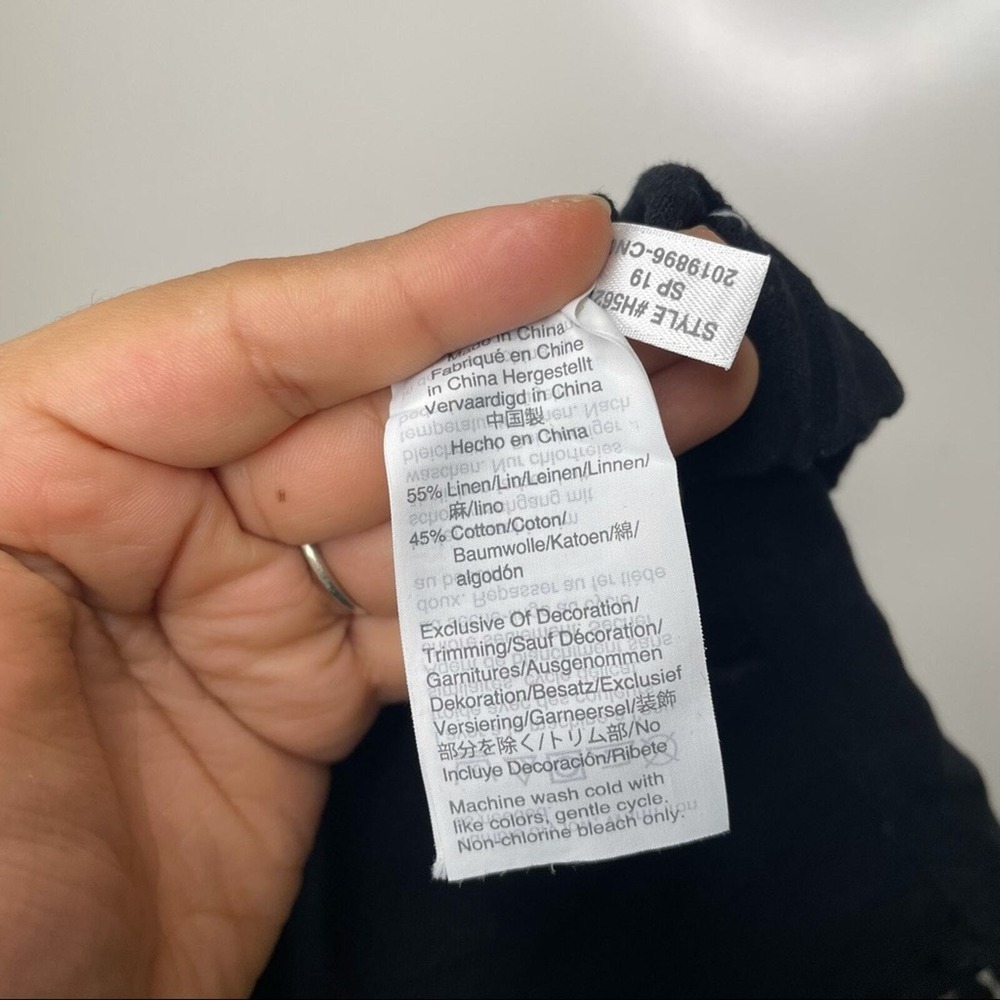 Made in China
Fabriqué en Chine
in China Hergestellt
Vervaardigd in China
中国製
Hecho en China
55% Linen/Lin/Leinen/Linnen/
麻/lino
45% Cotton/Coton/
Baumwolle/Katoen/綿/
algodón
Exclusive Of Decoration/
Trimming/Sauf Décoration/
Garnitures/Ausgenommen
Dekoration/Besatz/Exclusief
Versiering/Garneersel/装飾
部分を除く/トリム部/No
Incluye Decoración/Ribete
Machine wash cold with
like colors, gentle cycle.
Non-chlorine bleach only.
STYLE
SP 19